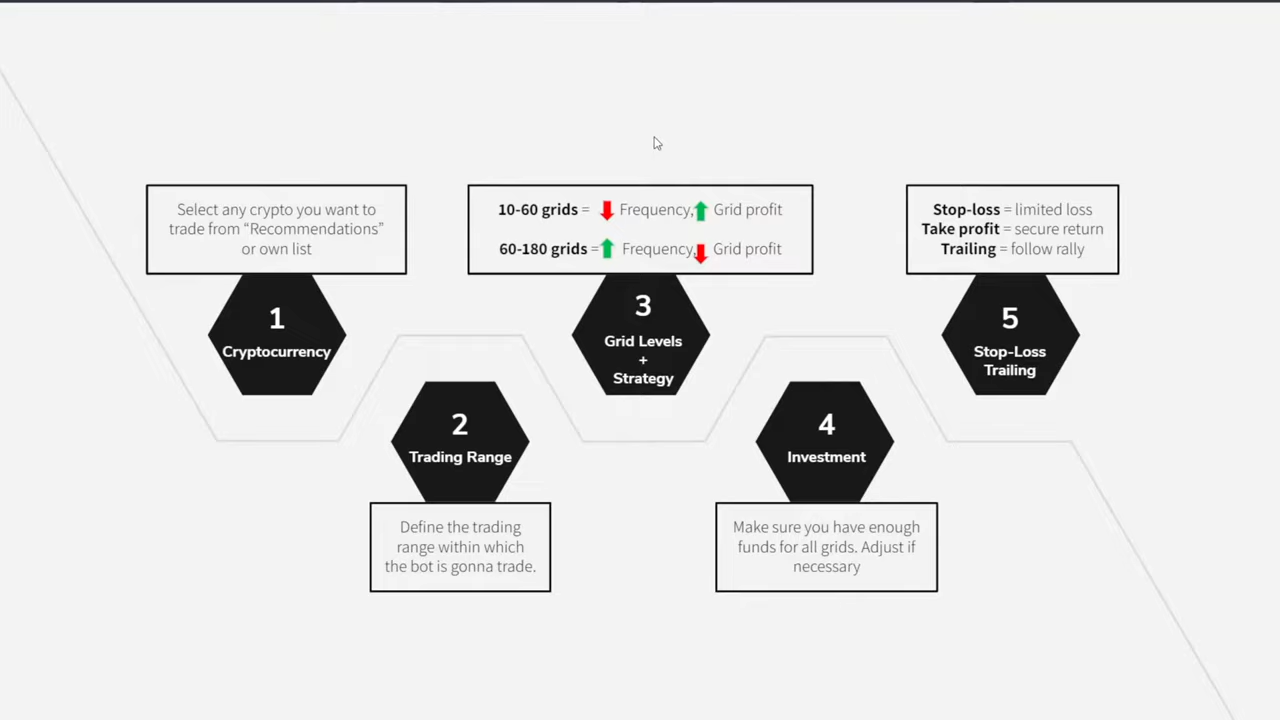 Select any crypto you want to
trade from “Recommendations”
or own list
1
Cryptocurrency
2
Trading Range
Define the trading
range within which
the bot is gonna trade.
10-60 grids = Frequency, Grid profit
60-180 grids = Frequency, Grid profit
3
Grid Levels
+
Strategy
4
Investment
Make sure you have enough
funds for all grids. Adjust if
necessary
Stop-loss = limited loss
Take profit = secure return
Trailing = follow rally
5
Stop-Loss
Trailing